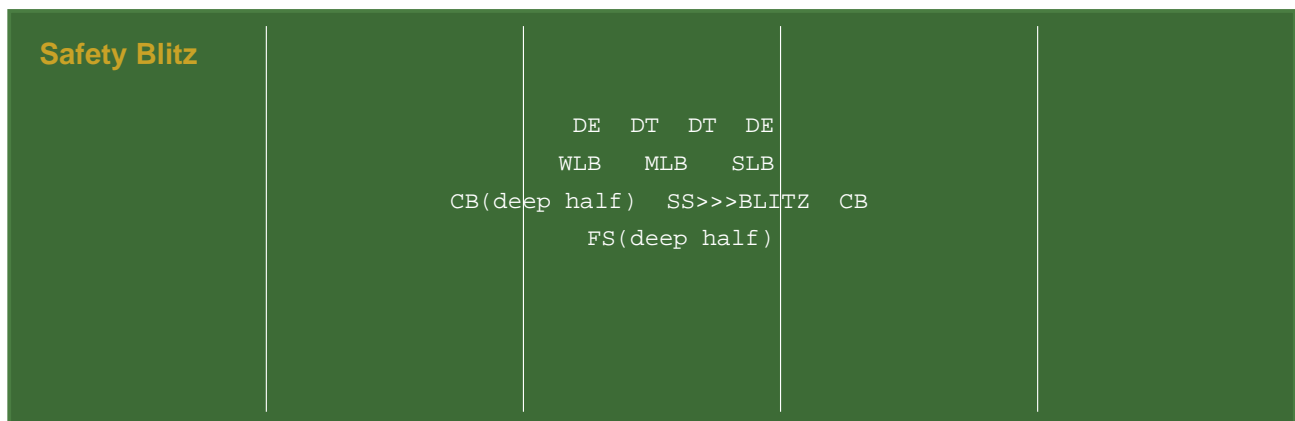 Safety Blitz
DE  DT  DT  DE
WLB   MLB   SLB
CB(deep half)  SS>>>BLITZ  CB
FS(deep half)